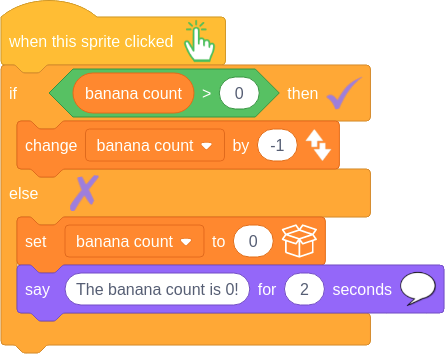 when this sprite clicked
if banana count > 0 then
change banana count by -1
else
set banana count to 0
say The banana count is 0! for 2 seconds